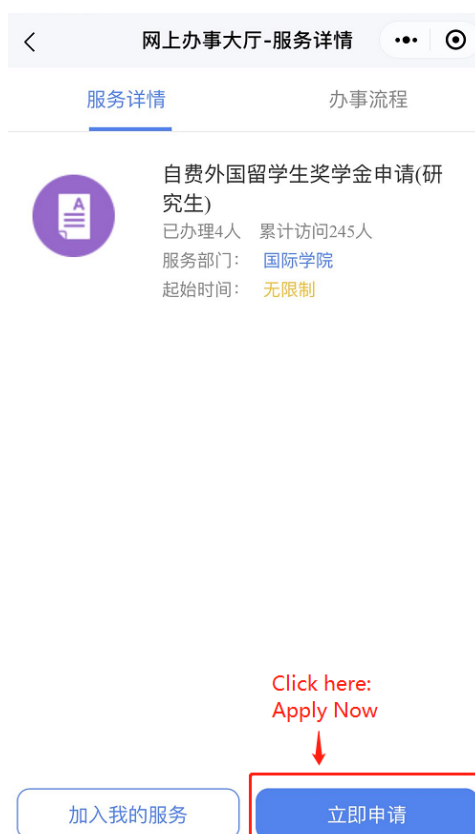 网上办事大厅-服务详情
服务详情 办事流程
自费外国留学生奖学金申请(研
究生)
已办理4人 累计访问245人
服务部门: 国际学院
起始时间: 无限制
Click here:
Apply Now
加入我的服务 立即申请